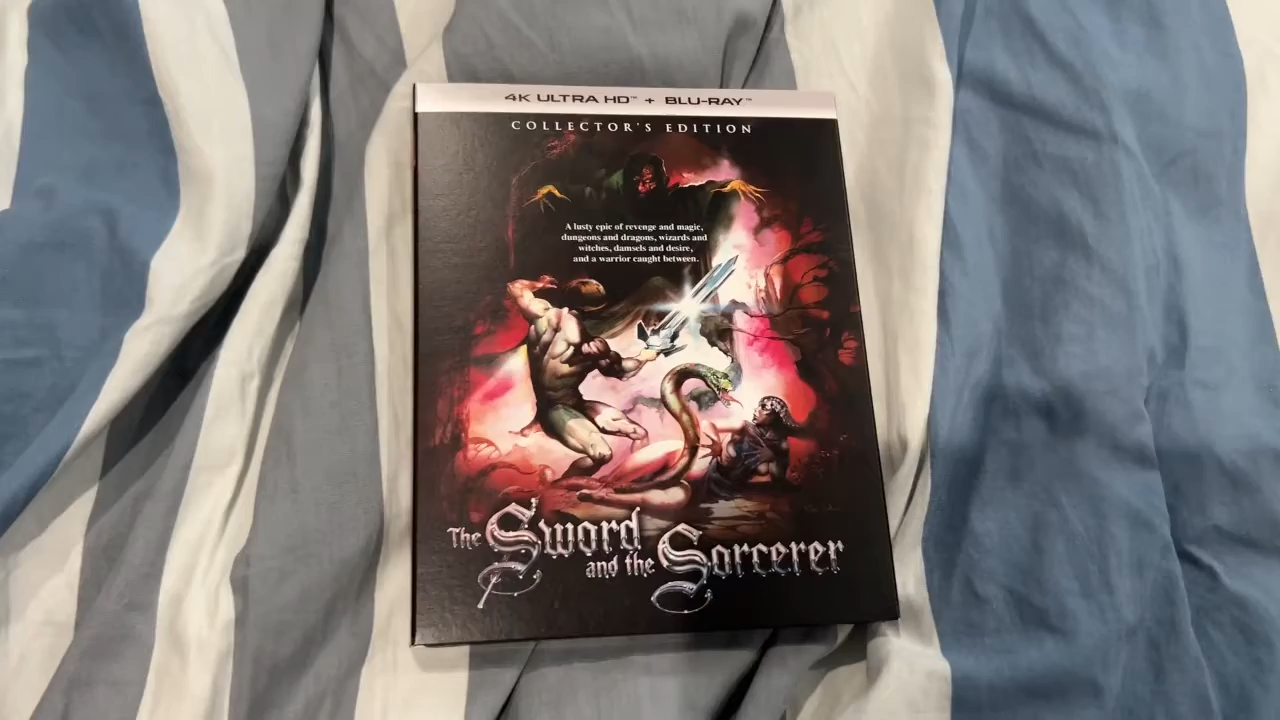 4K ULTRA HD™ + BLU-RAY™
COLLECTOR'S EDITION
A lusty epic of revenge and magic,
dungeons and dragons, wizards and
witches, damsels and desire,
and a warrior caught between.
The Sword
and the Sorcerer